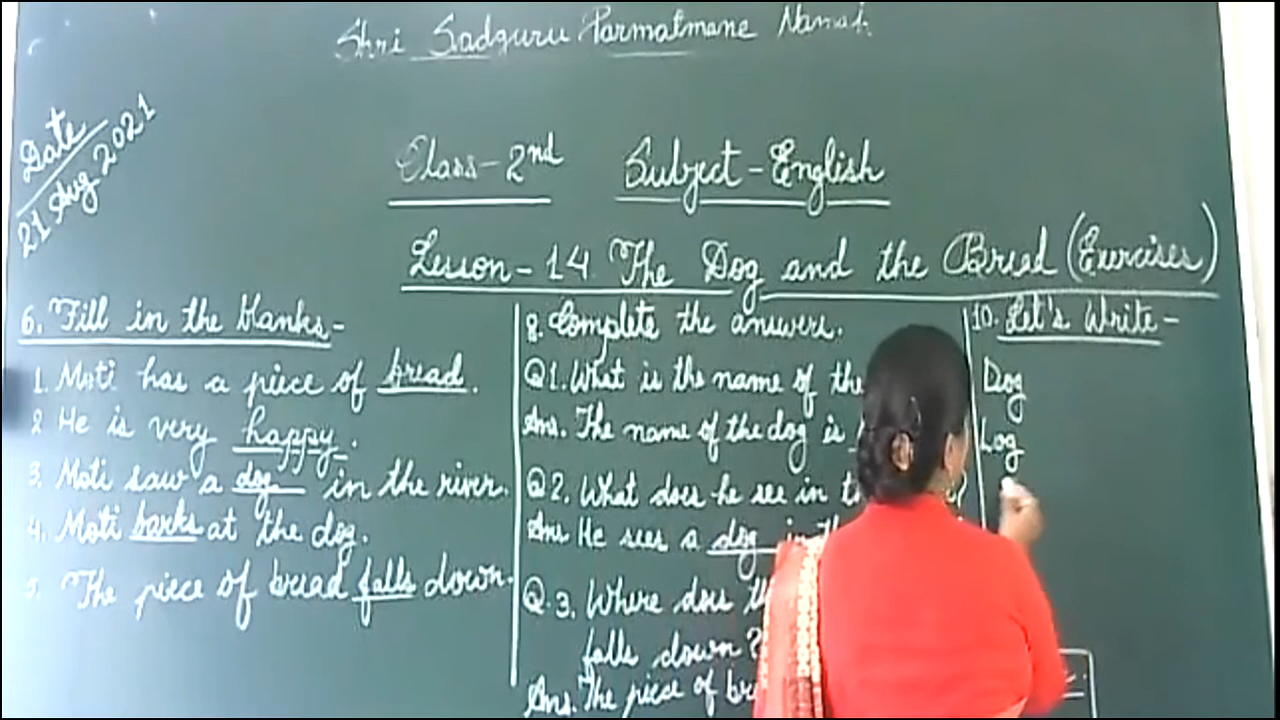 Shri Sadguru Parmatmane Namah
Date
21 Aug 2021
Class - 2nd Subject - English
Lesson - 14 The Dog and the Bread (Exercises)
6. Fill in the blanks -
1. Moti has a piece of bread.
2 He is very happy.
3. Moti saw a dog in the river.
4. Moti barks at the dog.
5. The piece of bread falls down.
8. Complete the answers.
Q1. What is the name of the
Ans. The name of the dog is
Q2. What does he see in
Ans. He sees a dog in
Q.3. Where does
falls down?
Ans. The piece of
10. Let's Write -
Dog
Log